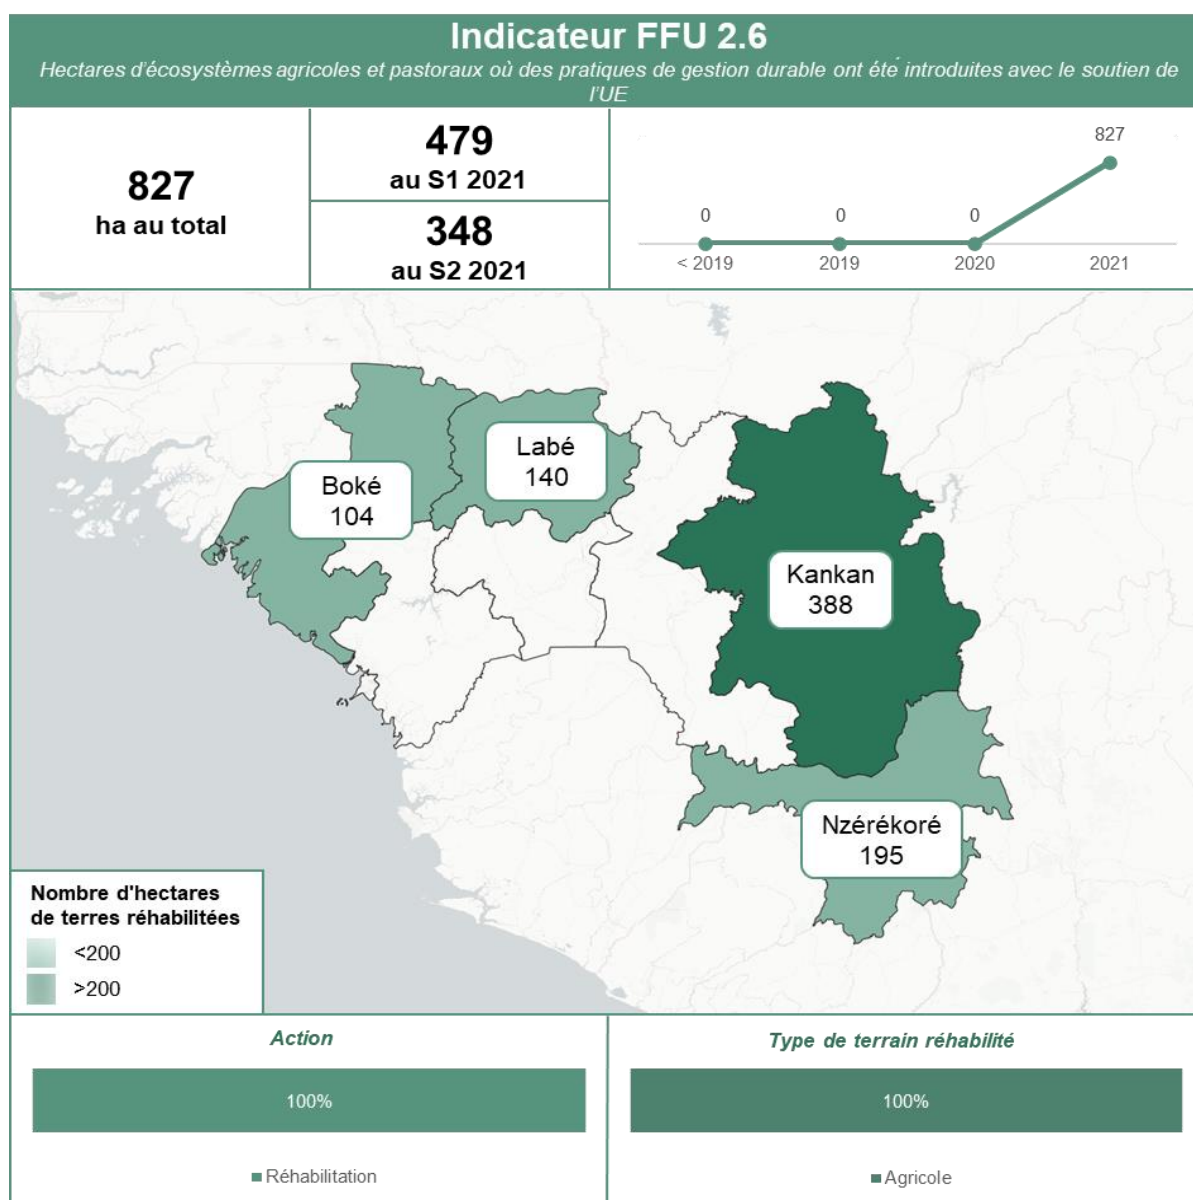 Indicateur FFU 2.6
Hectares d'écosystèmes agricoles et pastoraux où des pratiques de gestion durable ont été introduites avec le soutien de
l'UE
827
ha au total
479
au S1 2021
348
au S2 2021
827
0
0
0
< 2019
2019
2020
2021
Labé
140
Boké
104
Kankan
388
Nzérékoré
195
Nombre d'hectares
de terres réhabilitées
<200
>200
Action
100%
Réhabilitation
Type de terrain réhabilité
100%
Agricole